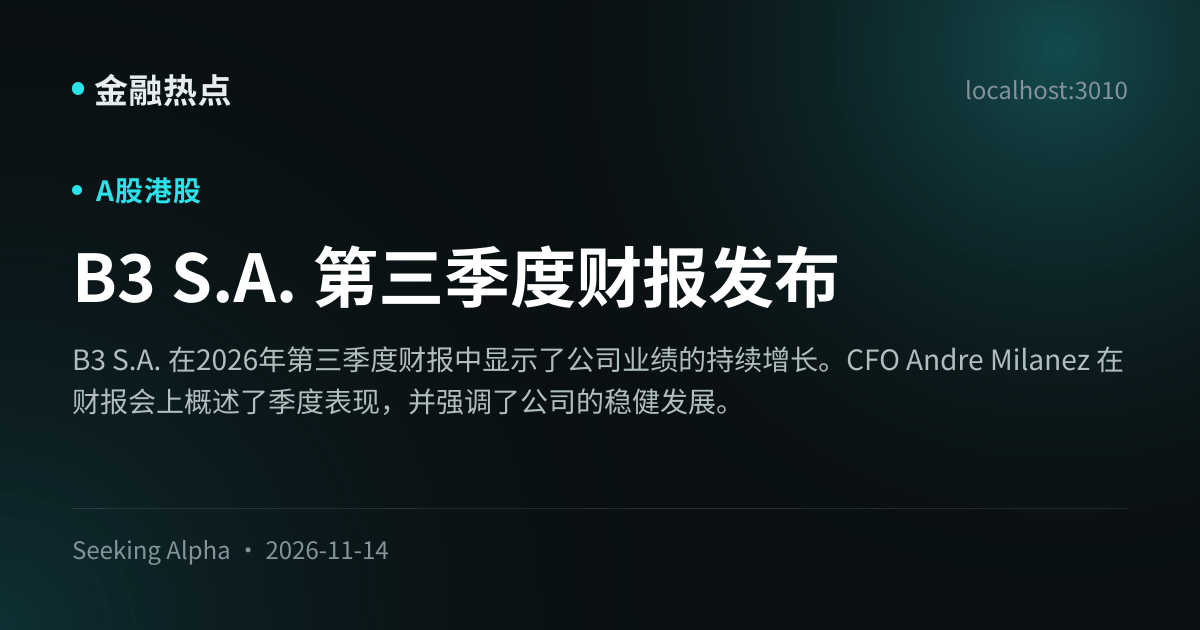 金融热点
localhost:3010
A股港股
B3 S.A. 第三季度财报发布
B3 S.A. 在2026年第三季度财报中显示了公司业绩的持续增长。CFO Andre Milanez 在
财报会上概述了季度表现，并强调了公司的稳健发展。
Seeking Alpha • 2026-11-14